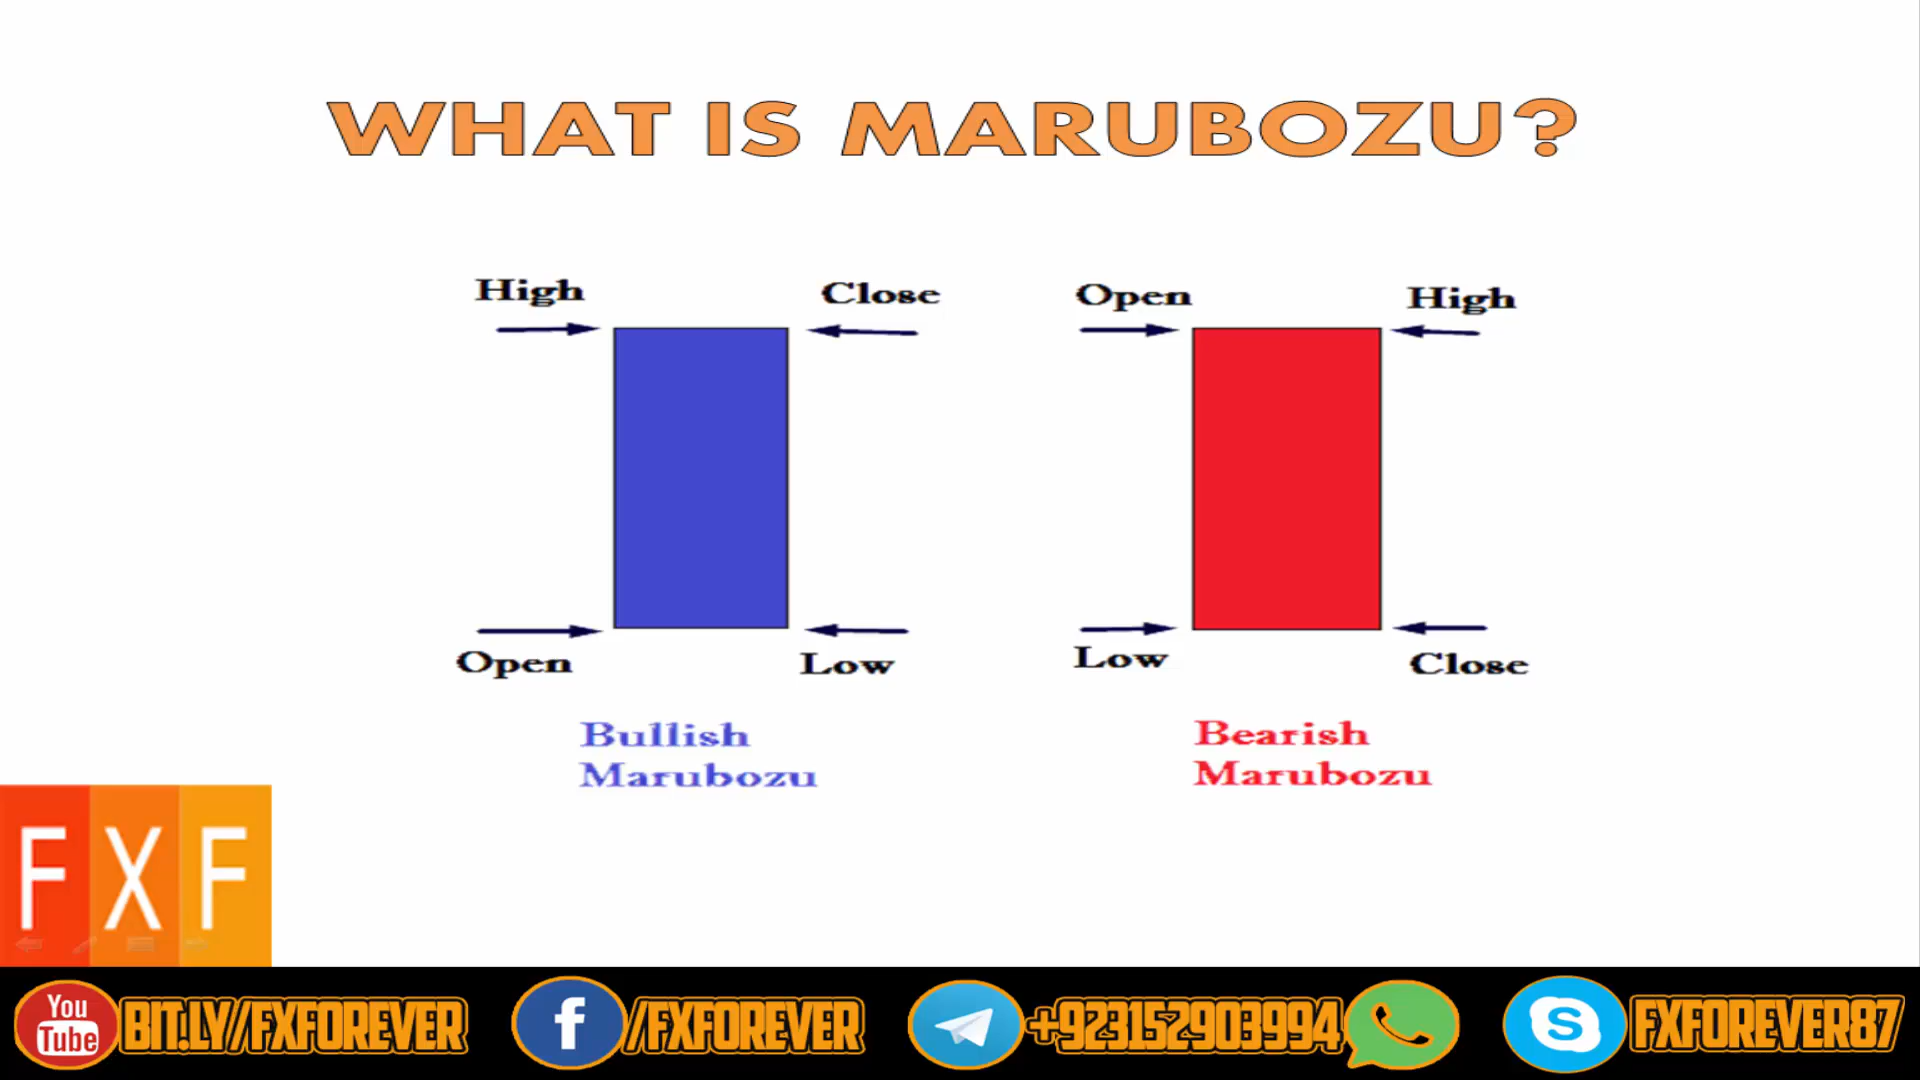 WHAT IS MARUBOZU?
High
Close
Open
High
Open
Low
Low
Close
Bullish
Marubozu
Bearish
Marubozu
FXF
You
Tube
BIT.LY/FXFOREVER
f
/FXFOREVER
+923152903994
S
FXFOREVER87